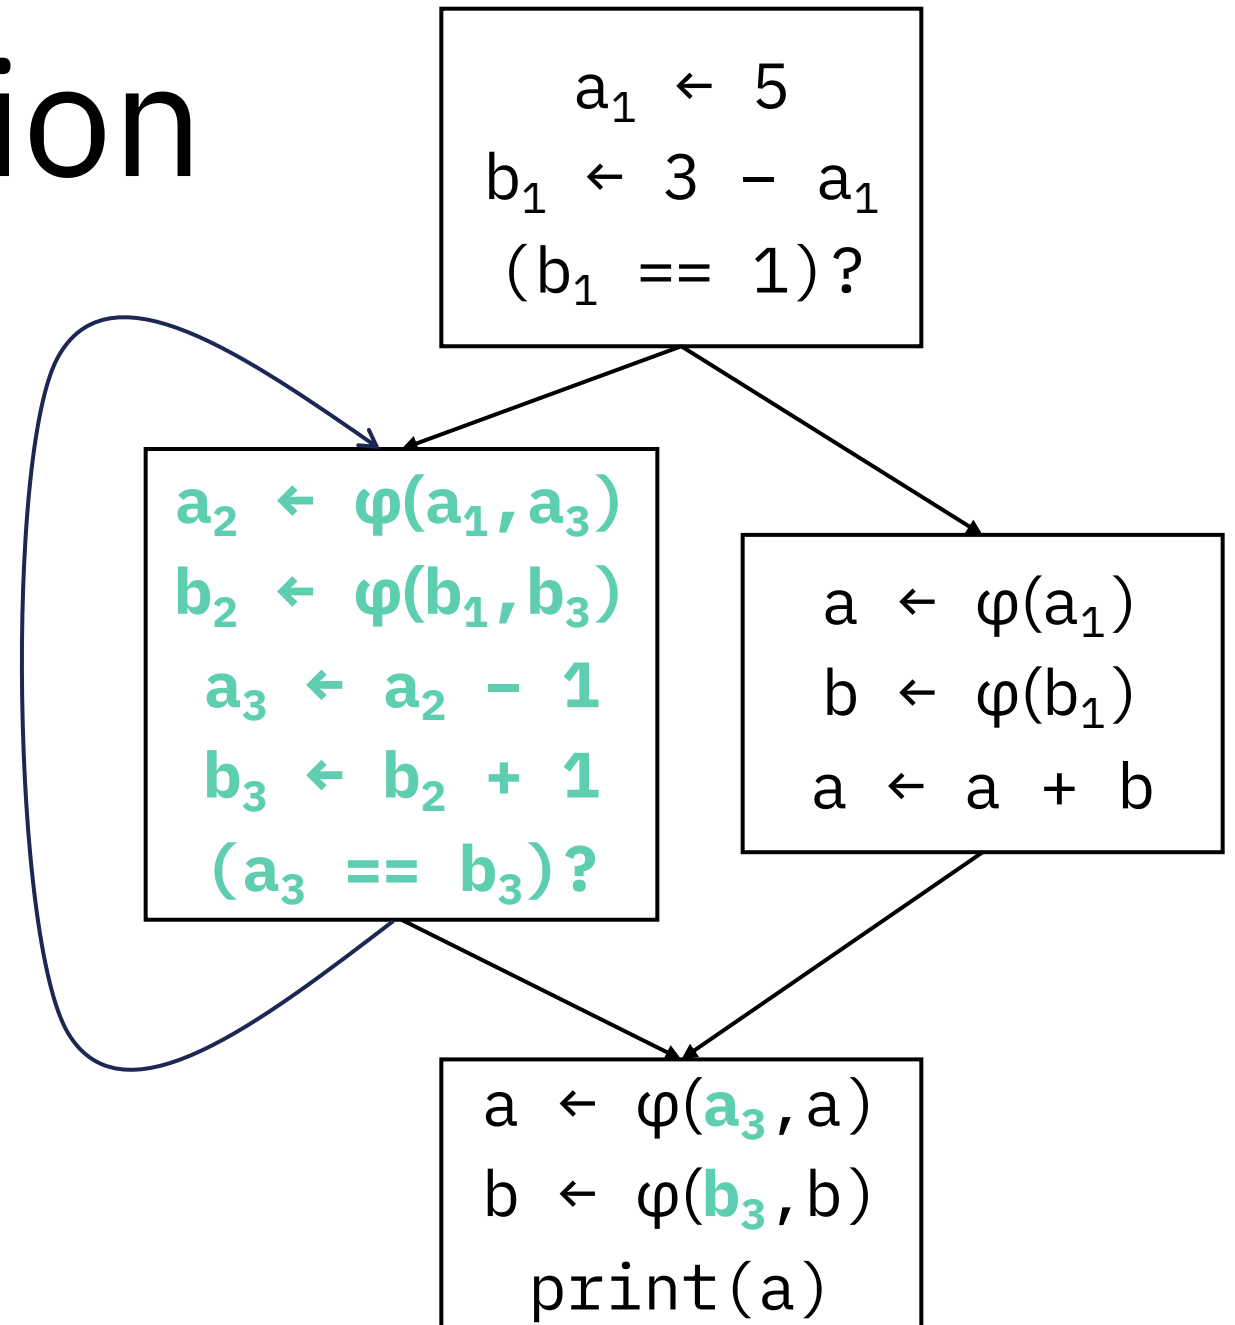 ion
a₁ ← 5
b₁ ← 3 - a₁
(b₁ == 1)?
a₂ ← φ(a₁,a₃)
b₂ ← φ(b₁,b₃)
a₃ ← a₂ - 1
b₃ ← b₂ + 1
(a₃ == b₃)?
a ← φ(a₁)
b ← φ(b₁)
a ← a + b
a ← φ(a₃,a)
b ← φ(b₃,b)
print(a)